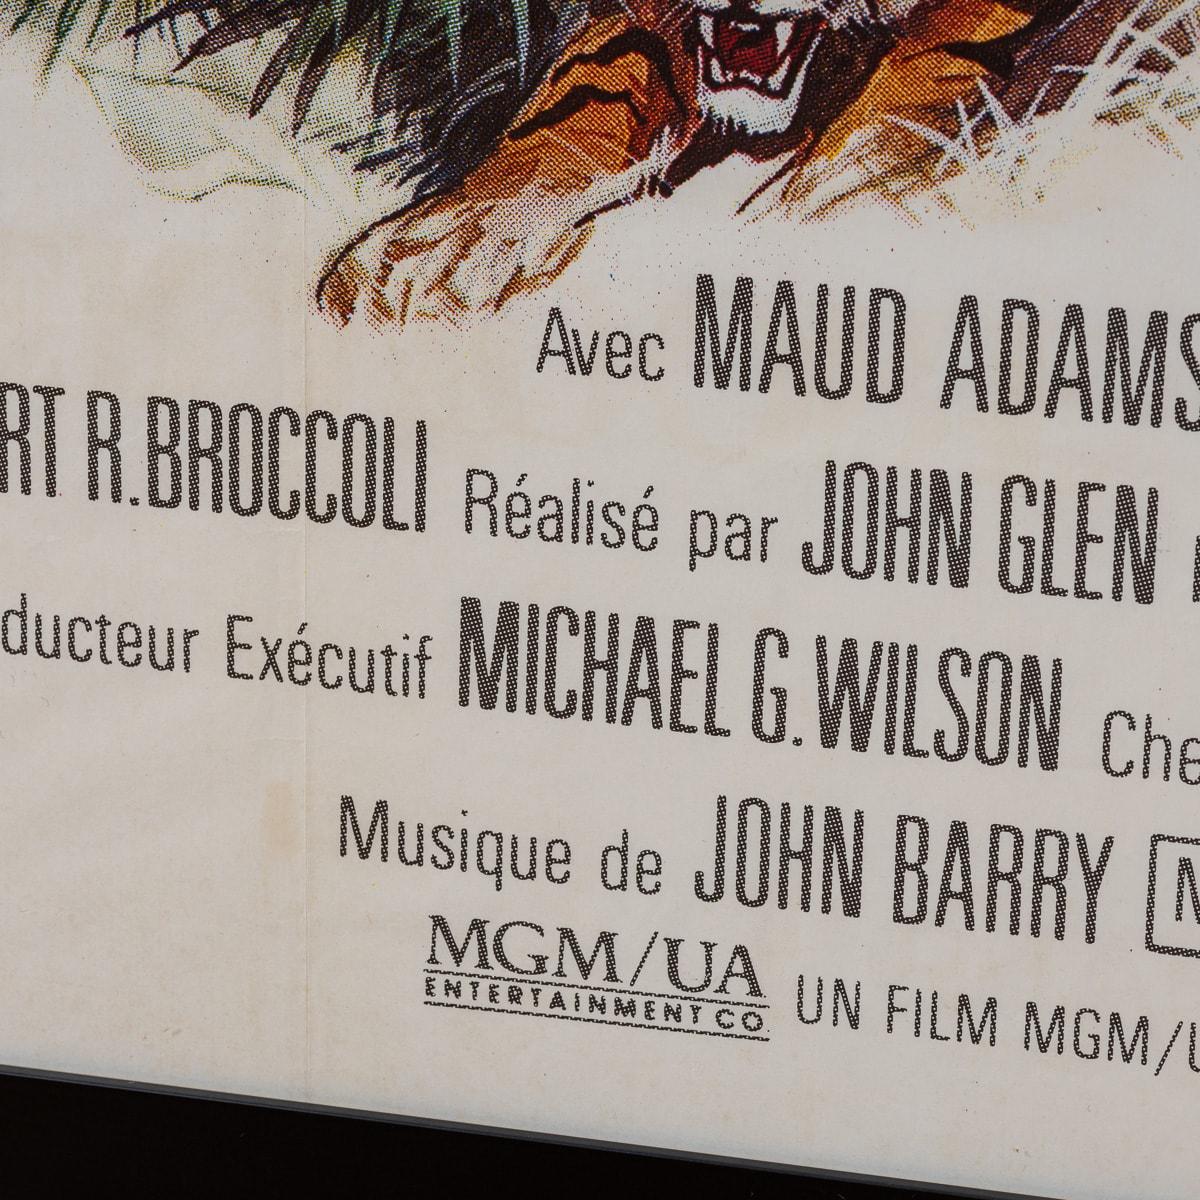 Avec MAUD ADAMS
RT R. BROCCOLI Réalisé par JOHN GLEN
ducteur Exécutif MICHAEL G. WILSON Che
Musique de JOHN BARRY
MGM/UA
ENTERTAINMENT CO. UN FILM MGM/U